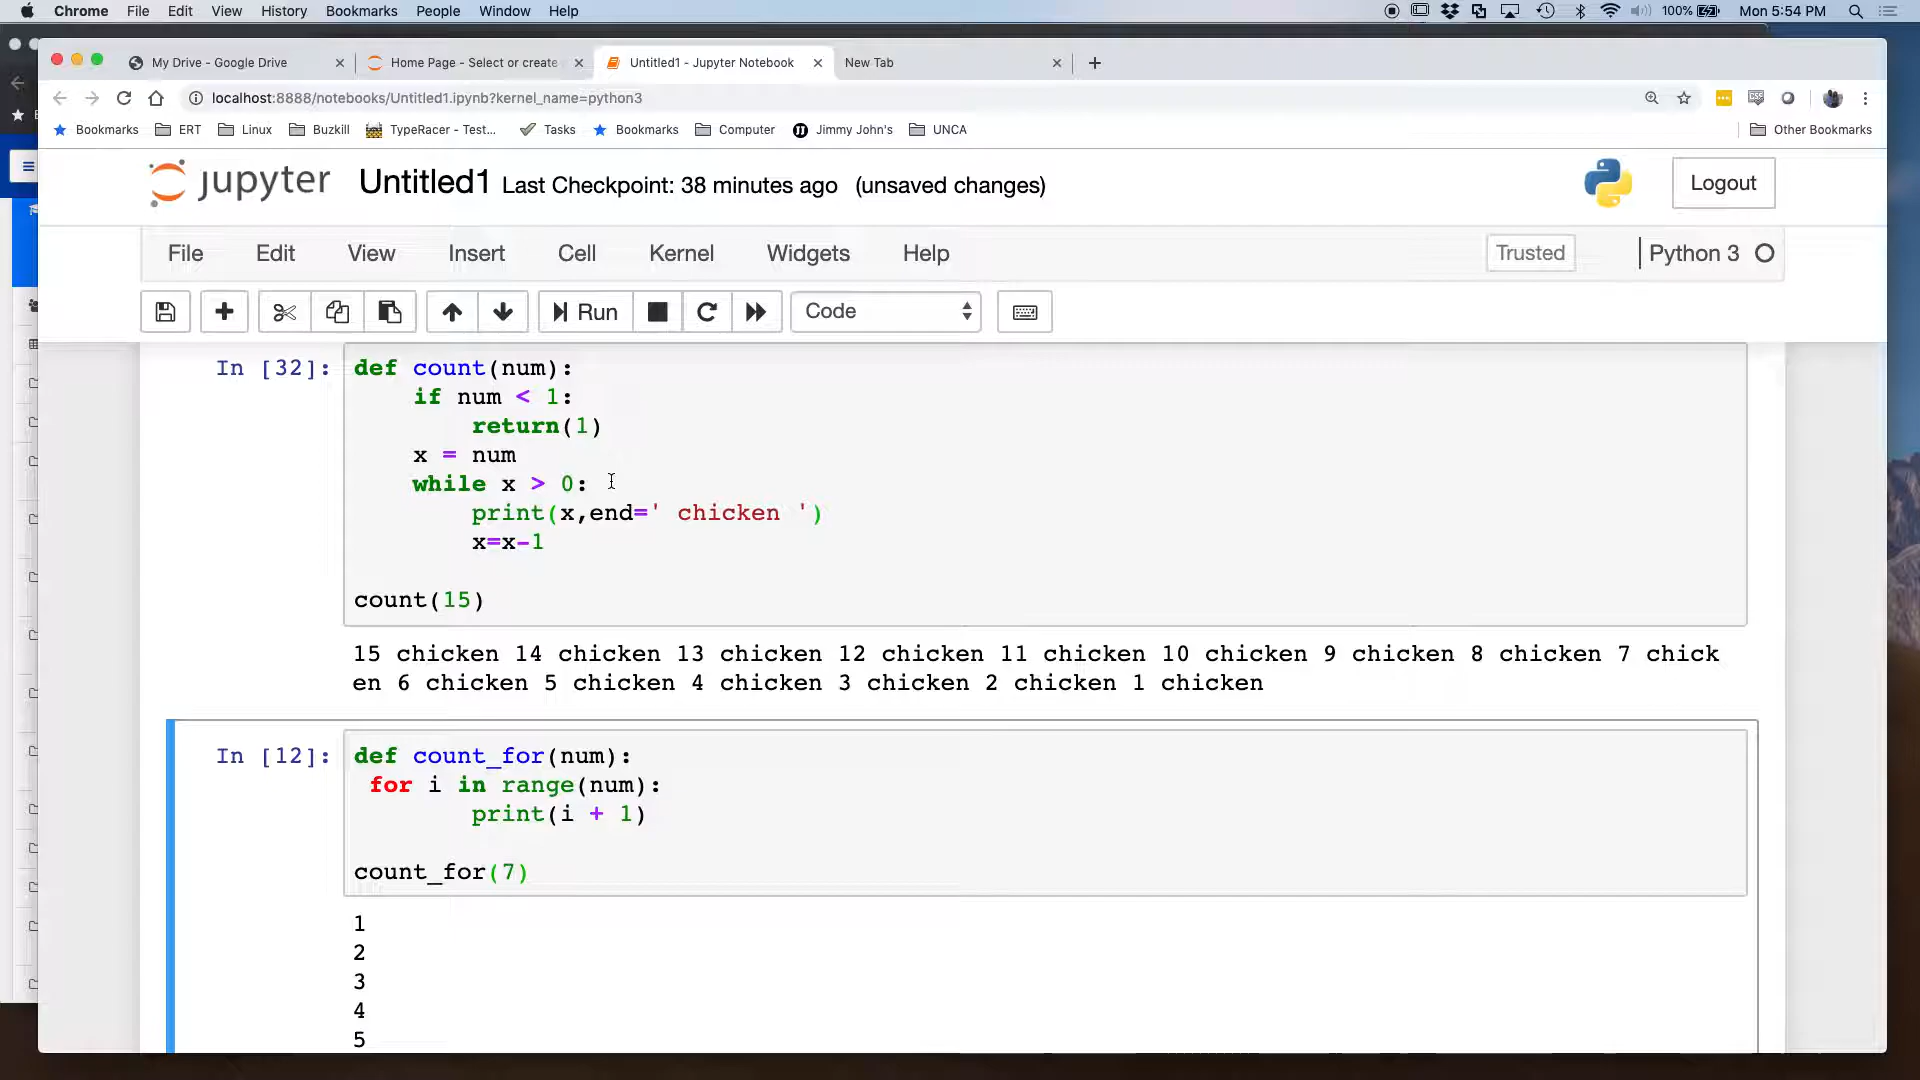 Chrome File Edit View History Bookmarks People Window Help 100% Mon 5:54 PM
My Drive - Google Drive Home Page - Select or create Untitled1 - Jupyter Notebook New Tab
localhost:8888/notebooks/Untitled1.ipynb?kernel_name=python3
Bookmarks ERT Linux Buzkill TypeRacer - Test... Tasks Bookmarks Computer Jimmy John's UNCA Other Bookmarks
jupyter Untitled1 Last Checkpoint: 38 minutes ago (unsaved changes) Logout
File Edit View Insert Cell Kernel Widgets Help Trusted Python 3
Run Code
In [32]: def count(num):
    if num < 1:
        return(1)
    x = num
    while x > 0:
        print(x,end=' chicken ')
        x=x-1
count(15)
15 chicken 14 chicken 13 chicken 12 chicken 11 chicken 10 chicken 9 chicken 8 chicken 7 chick
en 6 chicken 5 chicken 4 chicken 3 chicken 2 chicken 1 chicken
In [12]: def count_for(num):
 for i in range(num):
        print(i + 1)
count_for(7)
1
2
3
4
5